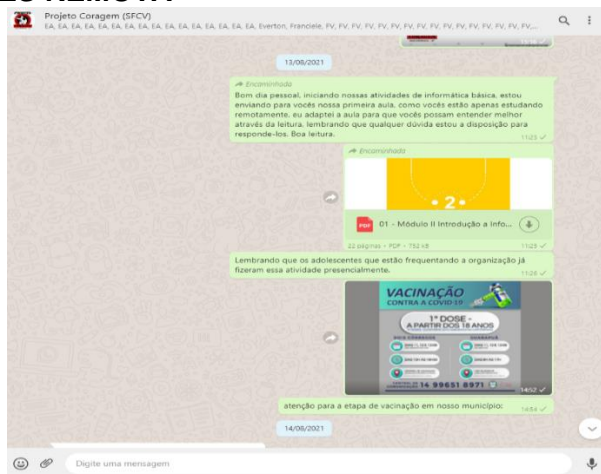 ES REMOTA
Projeto Coragem (SFCV)
EA, EA, EA, EA, EA, EA, EA, EA, EA, EA, EA, EA, EA, EA, Everton, Franciele, FV, FV, FV, FV, FV, FV, FV, FV, FV, FV, FV, FV, FV, FV, FV,...
13/08/2021
Encaminhada
Bom dia pessoal, iniciando nossas atividades de informática básica, estou
enviando para vocês nossa primeira aula, como vocês estão apenas estudando
remotamente, eu adaptei a aula para que vocês possam entender melhor
através da leitura, lembrando que qualquer dúvida estou a disposição para
responde-los. Boa leitura.
11:25
Encaminhada
2
PDF
01 - Módulo II Introdução a Info...
22 páginas • PDF • 752 kB
11:25
Lembrando que os adolescentes que estão frequentando a organização já
fizeram essa atividade presencialmente.
11:26
VACINAÇÃO
CONTRA A COVID-19
1ª DOSE -
A PARTIR DOS 18 ANOS
14 99651 8971
14:52
atenção para a etapa de vacinação em nosso município:
14:54
14/08/2021
Digite uma mensagem